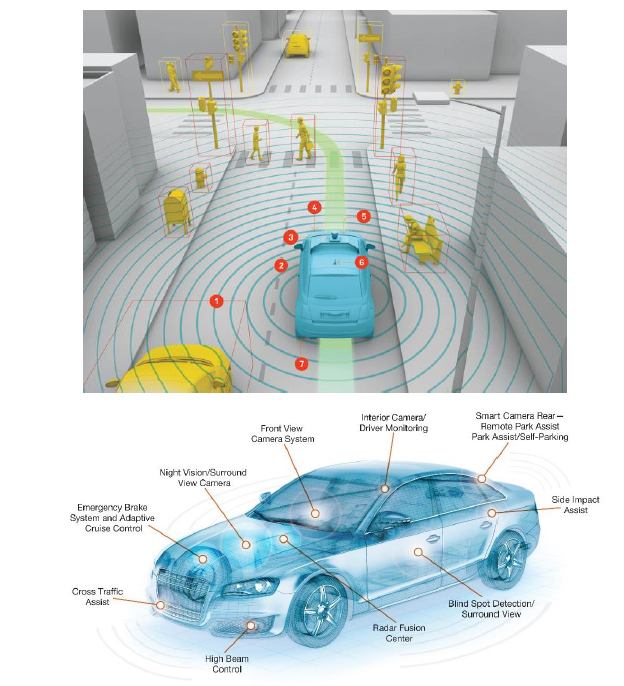 4
5
3
2
6
1
7
Interior Camera/
Driver Monitoring
Smart Camera Rear—
Remote Park Assist
Park Assist/Self-Parking
Front View
Camera System
Night Vision/Surround
View Camera
Side Impact
Assist
Emergency Brake
System and Adaptive
Cruise Control
Cross Traffic
Assist
Blind Spot Detection/
Surround View
Radar Fusion
Center
High Beam
Control